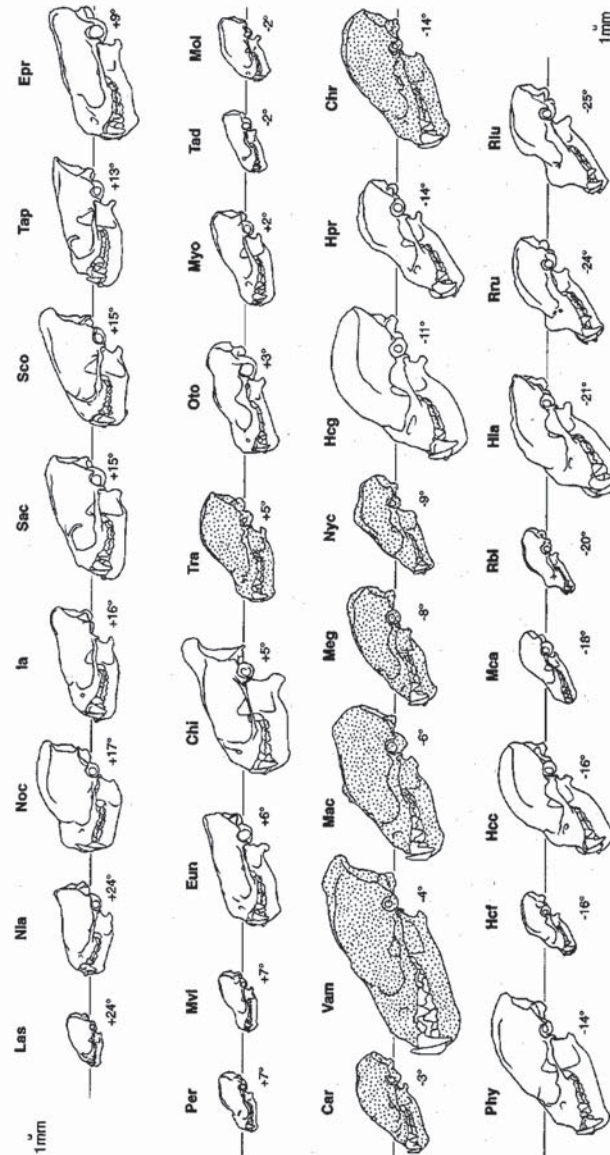 1mm
Las Nla Noc Ia Sac Sco Tap Epr
+24° +24° +17° +16° +15° +15° +13° +9°
Per Mvi Eun Chi Tra Oto Myo Tad Mol
+7° +7° +6° +5° +5° +3° +2° -2° -2°
Car Vam Mac Meg Nyc Hcg Hpr Chr
-3° -4° -6° -8° -9° -11° -14° -14°
Phy Hcf Hcc Mca Rbl Hla Rru Rlu
-14° -16° -16° -18° -20° -21° -24° -25°
1mm